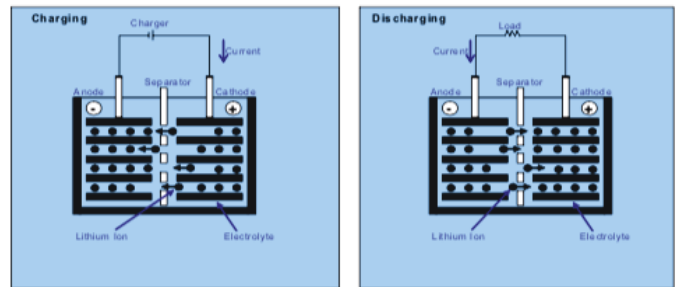 Charging
Charger
Current
Separator
Anode
Cathode
-
+
Lithium Ion
Electrolyte
Discharging
Load
Current
Separator
Anode
Cathode
-
+
Lithium Ion
Electrolyte